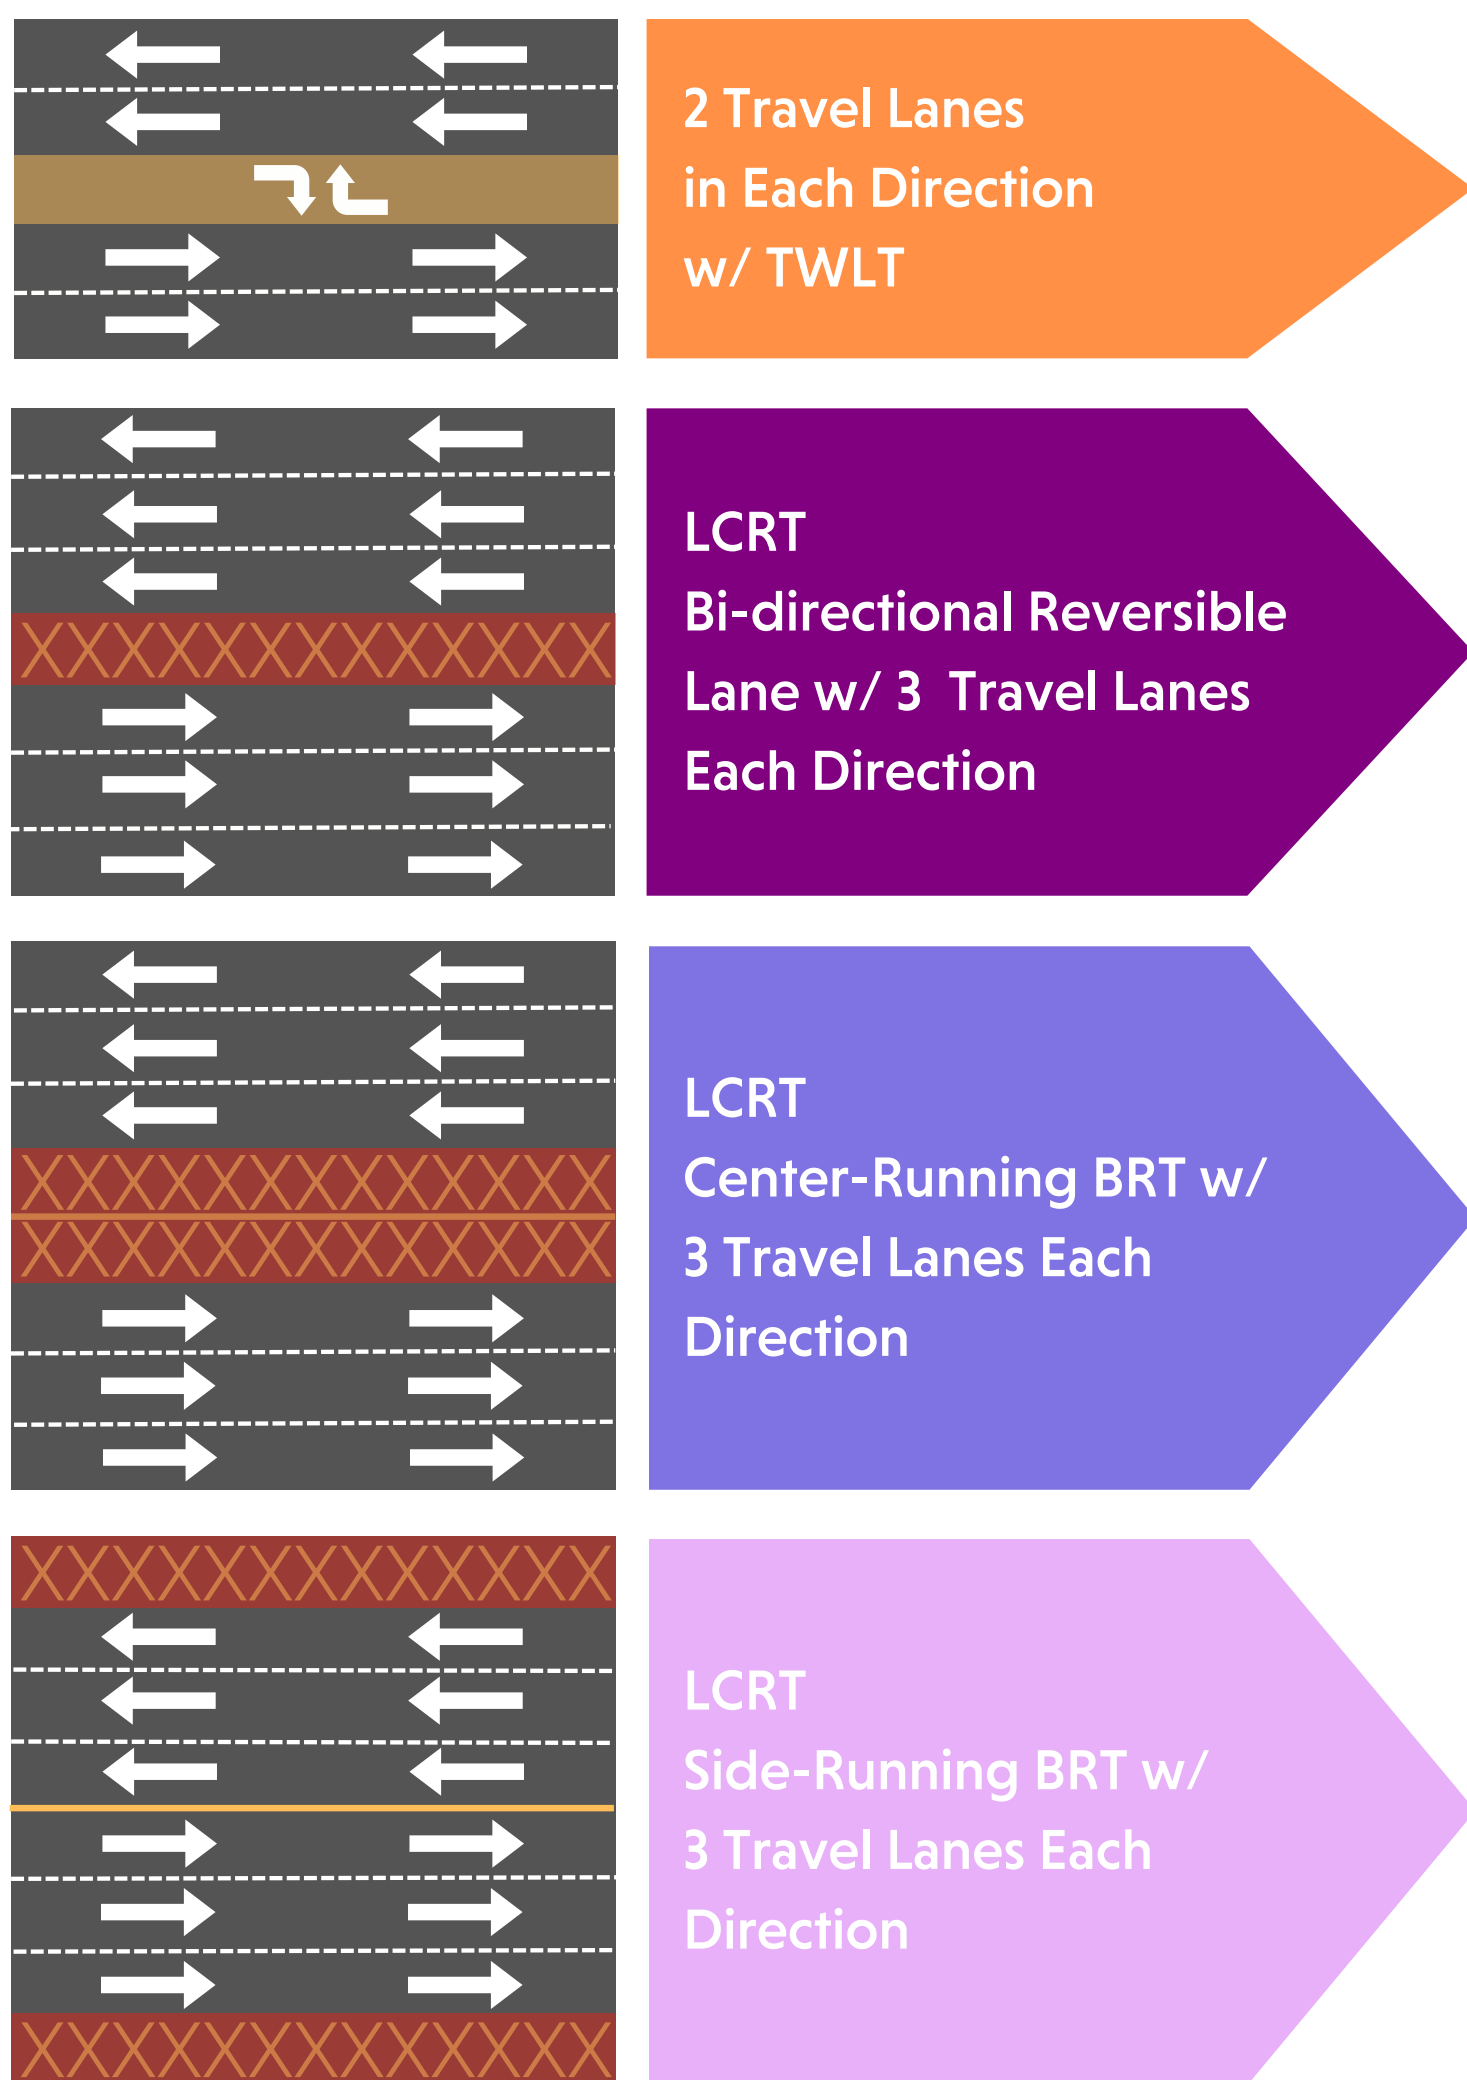 2 Travel Lanes
in Each Direction
w/ TWLT
LCRT
Bi-directional Reversible
Lane w/ 3 Travel Lanes
Each Direction
LCRT
Center-Running BRT w/
3 Travel Lanes Each
Direction
LCRT
Side-Running BRT w/
3 Travel Lanes Each
Direction